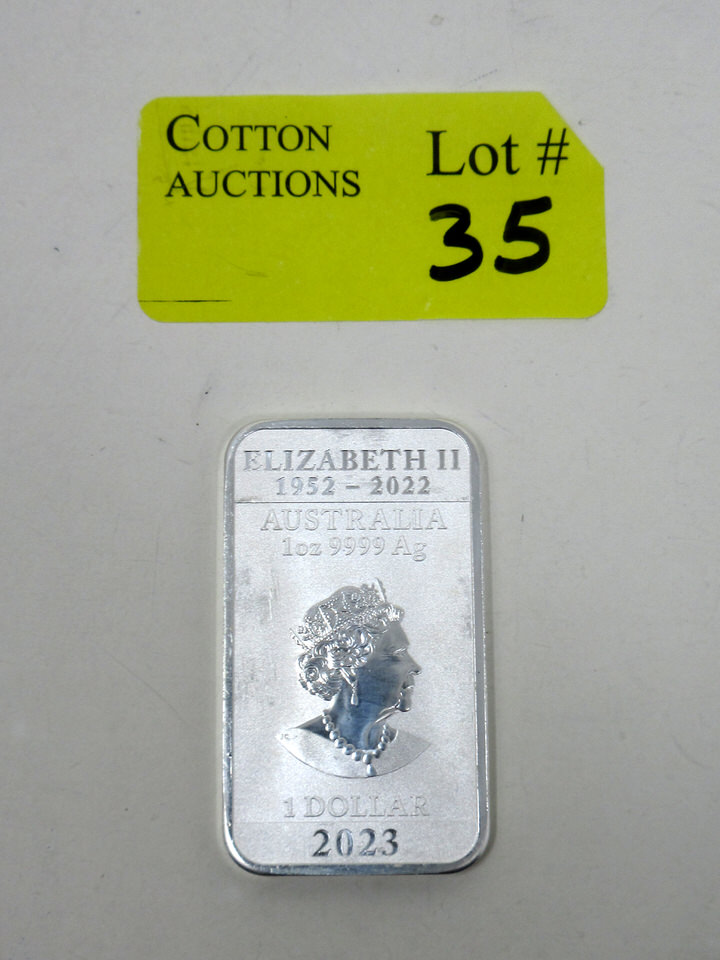 COTTON
AUCTIONS
Lot #
35
ELIZABETH II
1952 – 2022
AUSTRALIA
1oz 9999 Ag
1 DOLLAR
2023